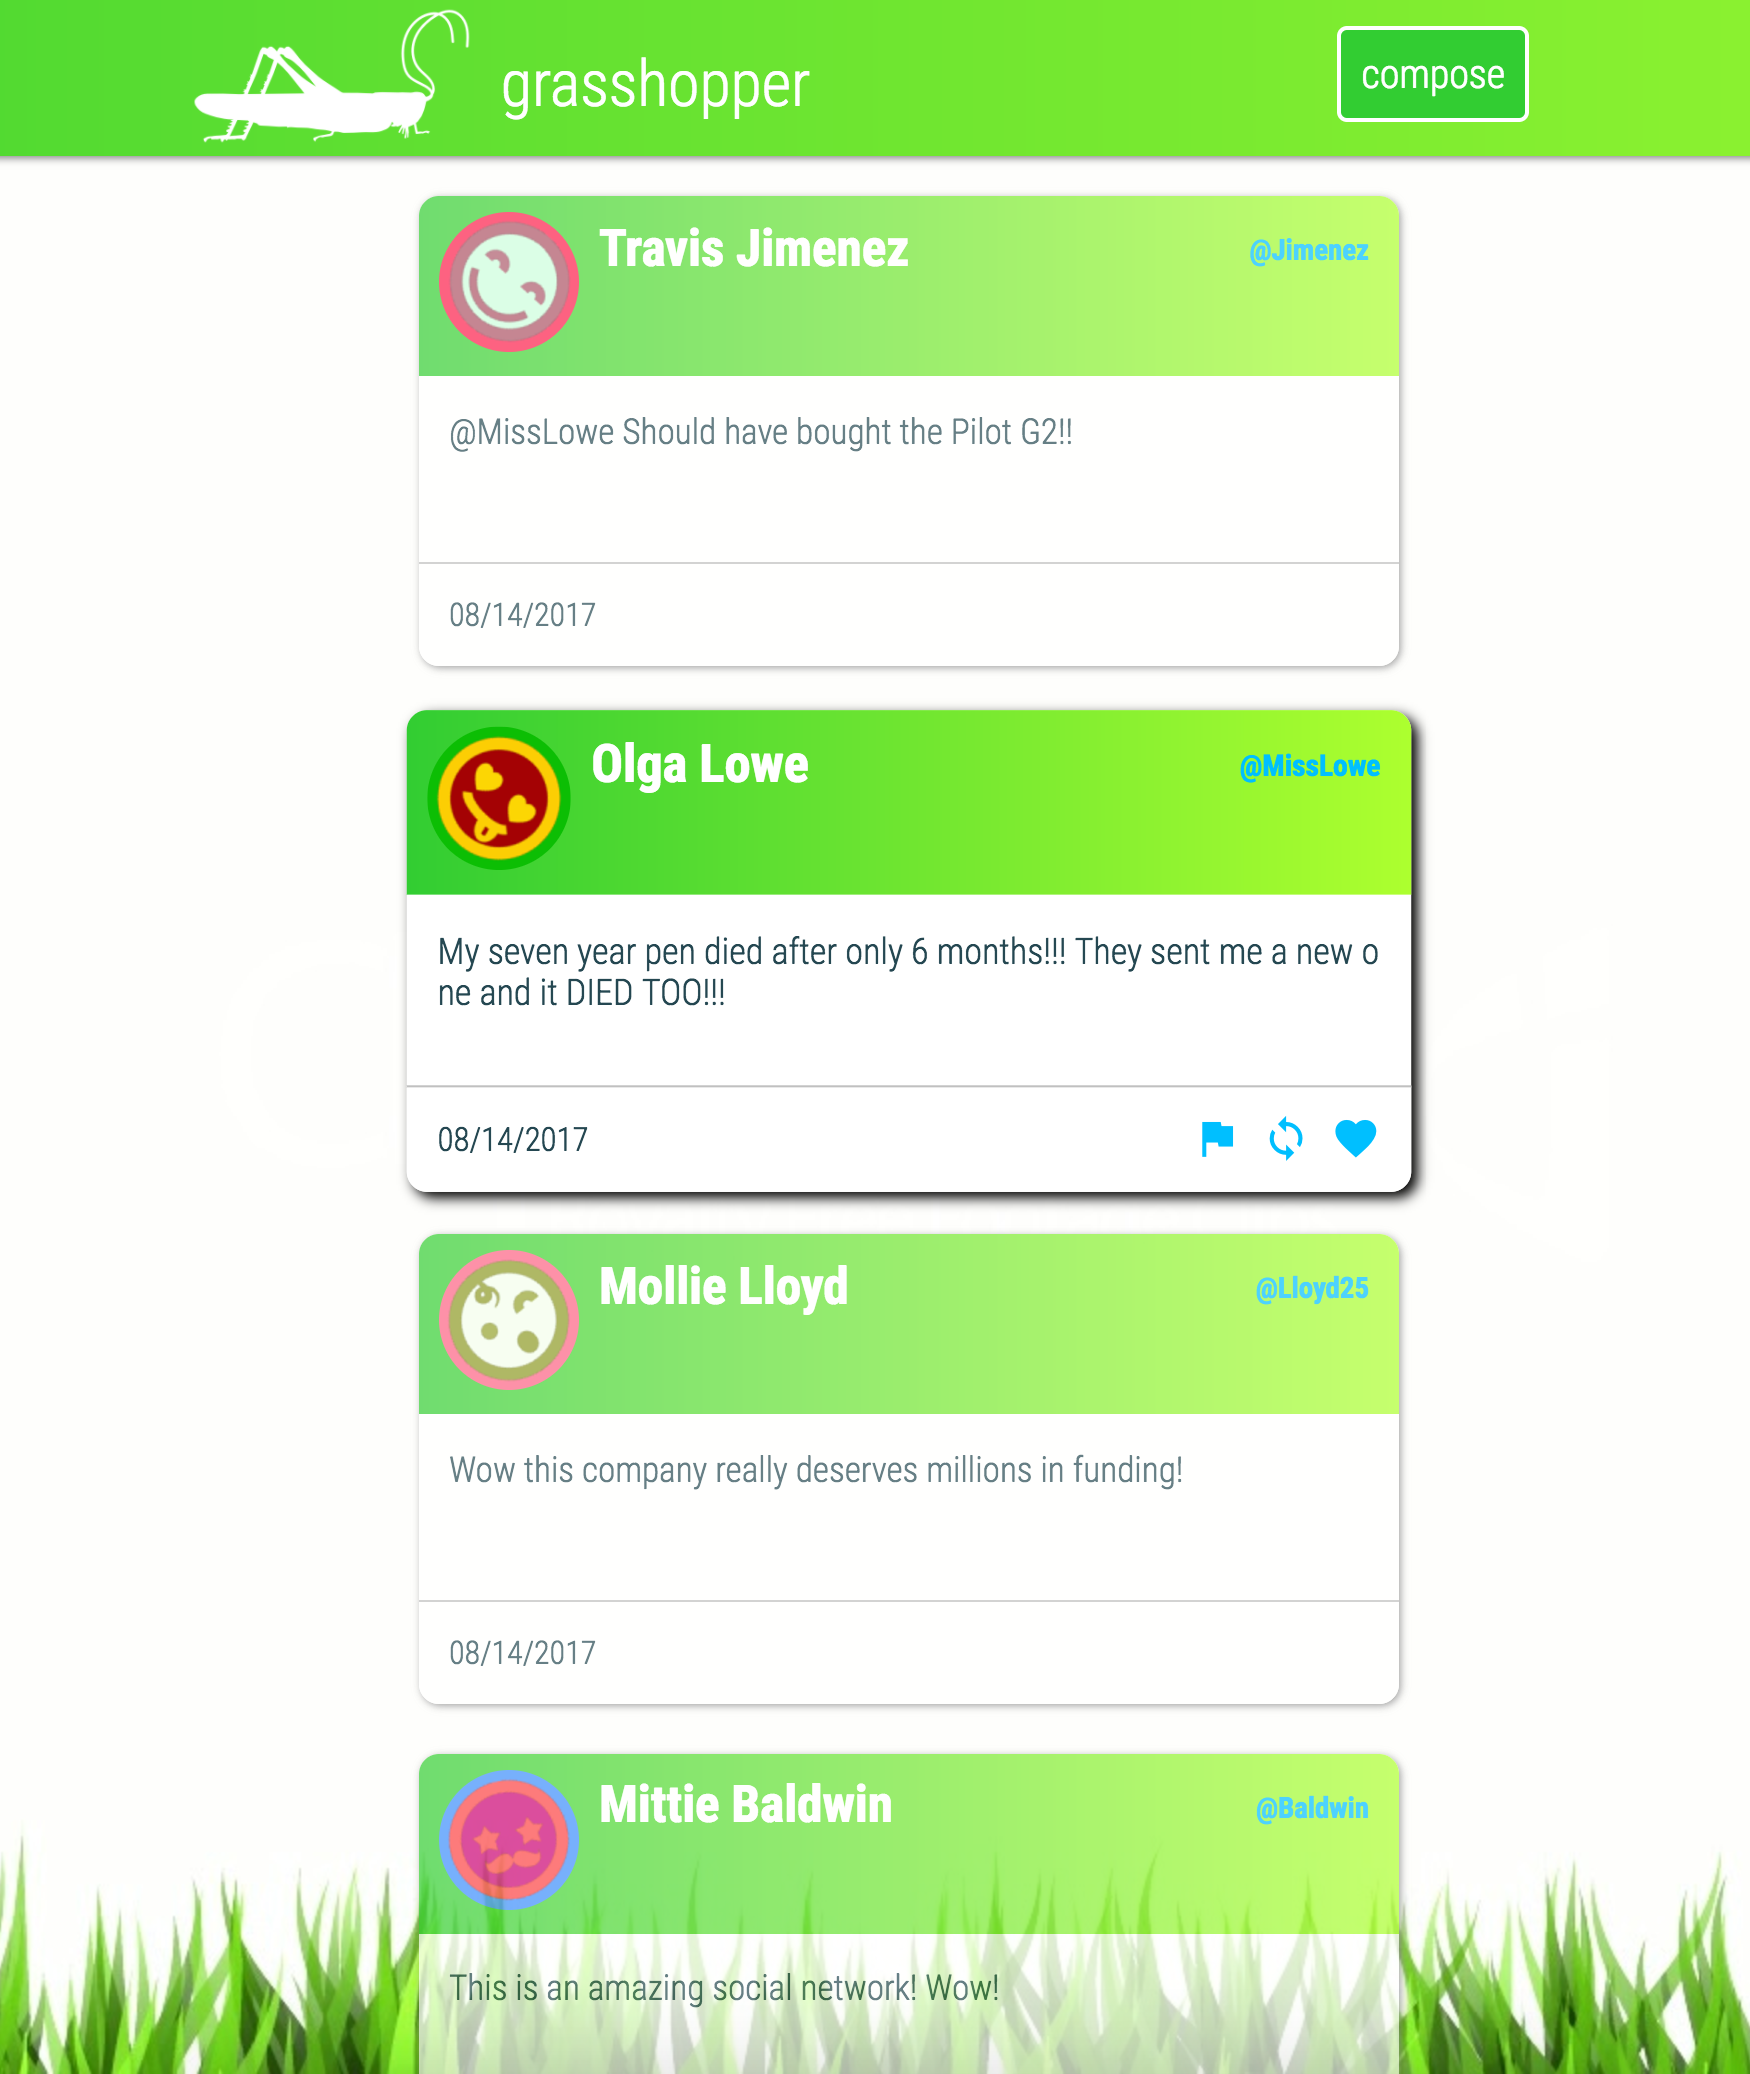 grasshopper
compose
Travis Jimenez
@Jimenez
@MissLowe Should have bought the Pilot G2!!
08/14/2017
Olga Lowe
@MissLowe
My seven year pen died after only 6 months!!! They sent me a new o
ne and it DIED TOO!!!
08/14/2017
Mollie Lloyd
@Lloyd25
Wow this company really deserves millions in funding!
08/14/2017
Mittie Baldwin
@Baldwin
This is an amazing social network! Wow!